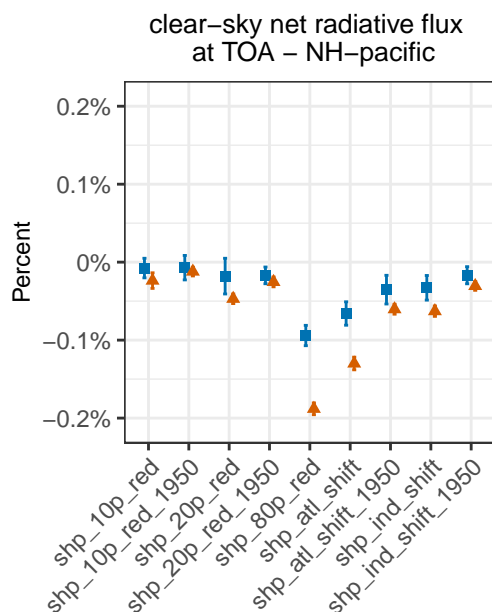 clear−sky net radiative flux
at TOA − NH−pacific
Percent
0.2%
0.1%
0%
−0.1%
−0.2%
shp_10p_red
shp_10p_red_1950
shp_20p_red
shp_20p_red_1950
shp_80p_red
shp_atl_shift
shp_atl_shift_1950
shp_ind_shift
shp_ind_shift_1950